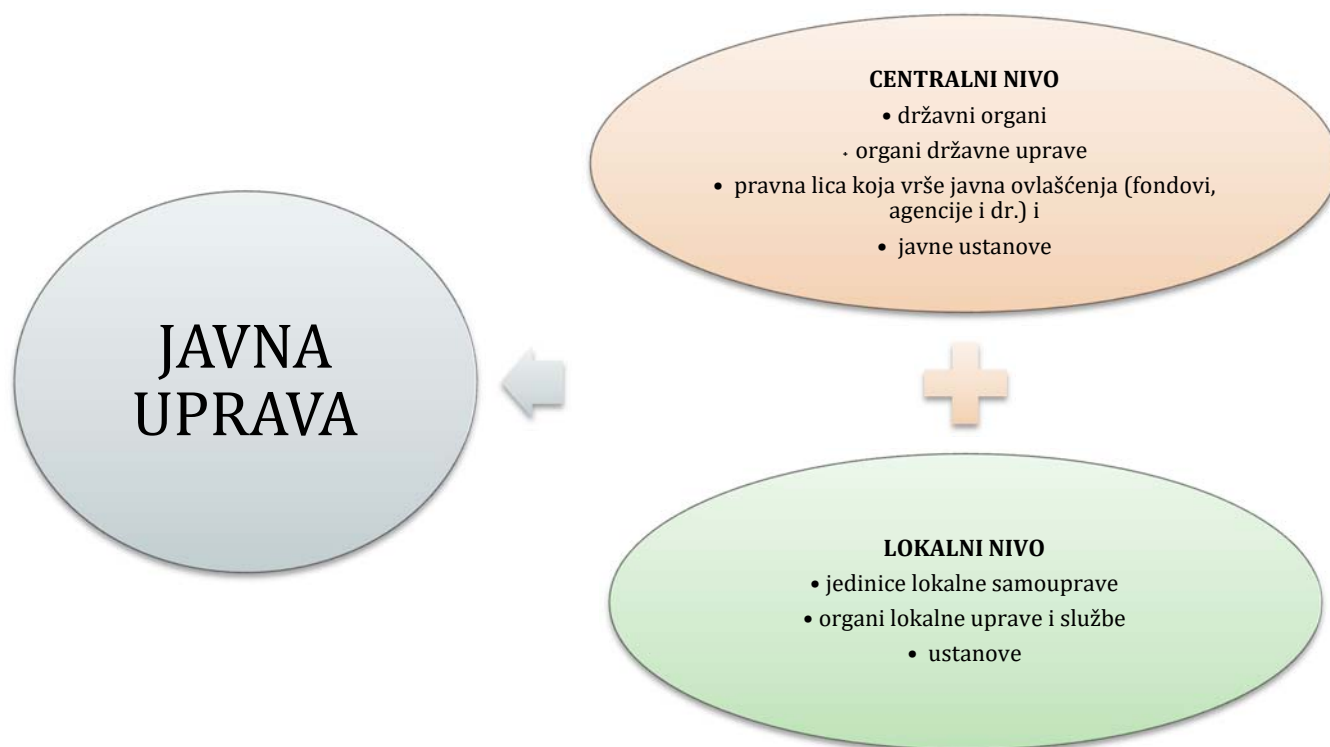 JAVNA
UPRAVA
CENTRALNI NIVO
• državni organi
• organi državne uprave
• pravna lica koja vrše javna ovlašćenja (fondovi,
agencije i dr.) i
• javne ustanove
LOKALNI NIVO
• jedinice lokalne samouprave
• organi lokalne uprave i službe
• ustanove